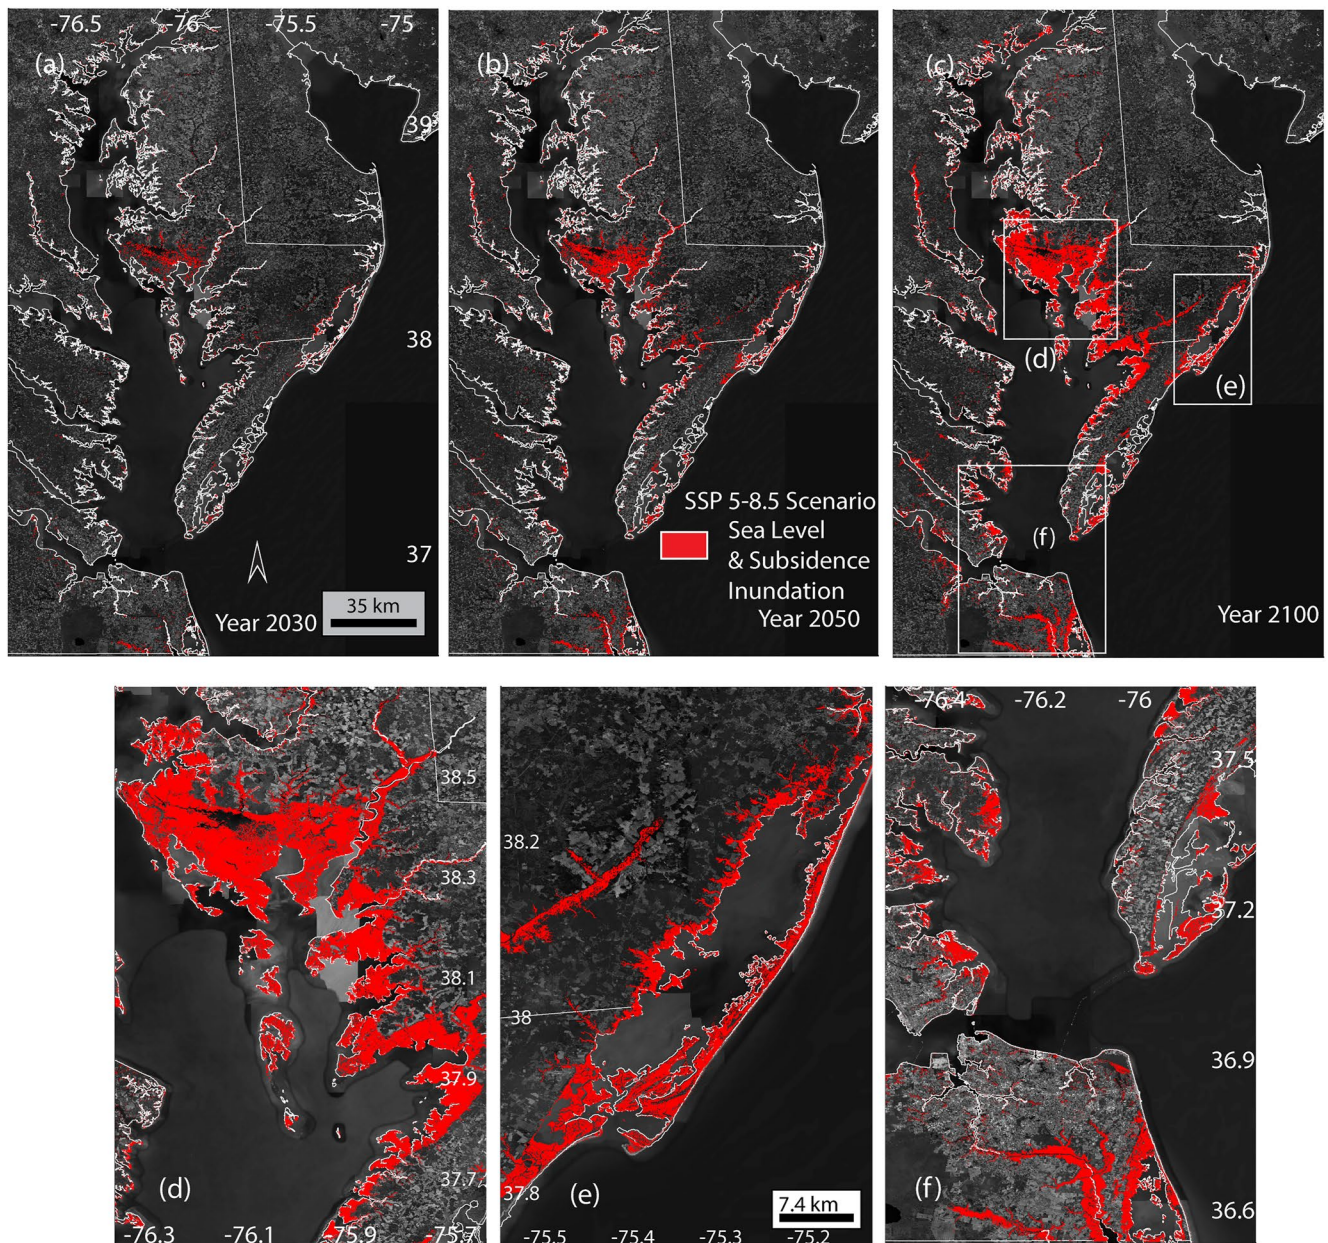 -76.5 -76 -75.5 -75
(a)
39
38
37
35 km
Year 2030
(b)
SSP 5-8.5 Scenario
Sea Level
& Subsidence
Inundation
Year 2050
(c)
(d)
(e)
(f)
Year 2100
38.5
38.3
38.1
37.9
37.7
(d)
-76.3 -76.1 -75.9 -75.7
38.2
38
37.8
(e)
7.4 km
-75.5 -75.4 -75.3 -75.2
-76.4 -76.2 -76
37.5
37.2
36.9
36.6
(f)